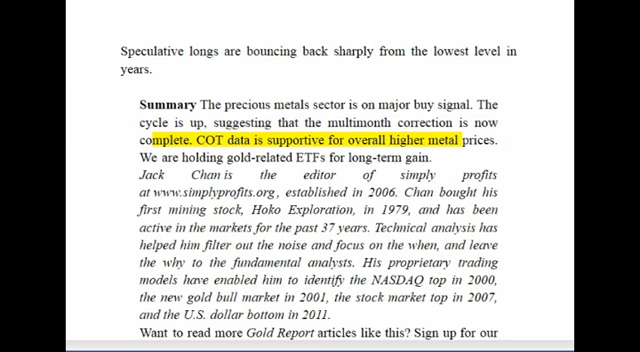 Speculative longs are bouncing back sharply from the lowest level in
years.
Summary The precious metals sector is on major buy signal. The
cycle is up, suggesting that the multimonth correction is now
complete. COT data is supportive for overall higher metal prices.
We are holding gold-related ETFs for long-term gain.
Jack Chan is the editor of simply profits
at www.simplyprofits.org, established in 2006. Chan bought his
first mining stock, Hoko Exploration, in 1979, and has been
active in the markets for the past 37 years. Technical analysis has
helped him filter out the noise and focus on the when, and leave
the why to the fundamental analysts. His proprietary trading
models have enabled him to identify the NASDAQ top in 2000,
the new gold bull market in 2001, the stock market top in 2007,
and the U.S. dollar bottom in 2011.
Want to read more Gold Report articles like this? Sign up for our